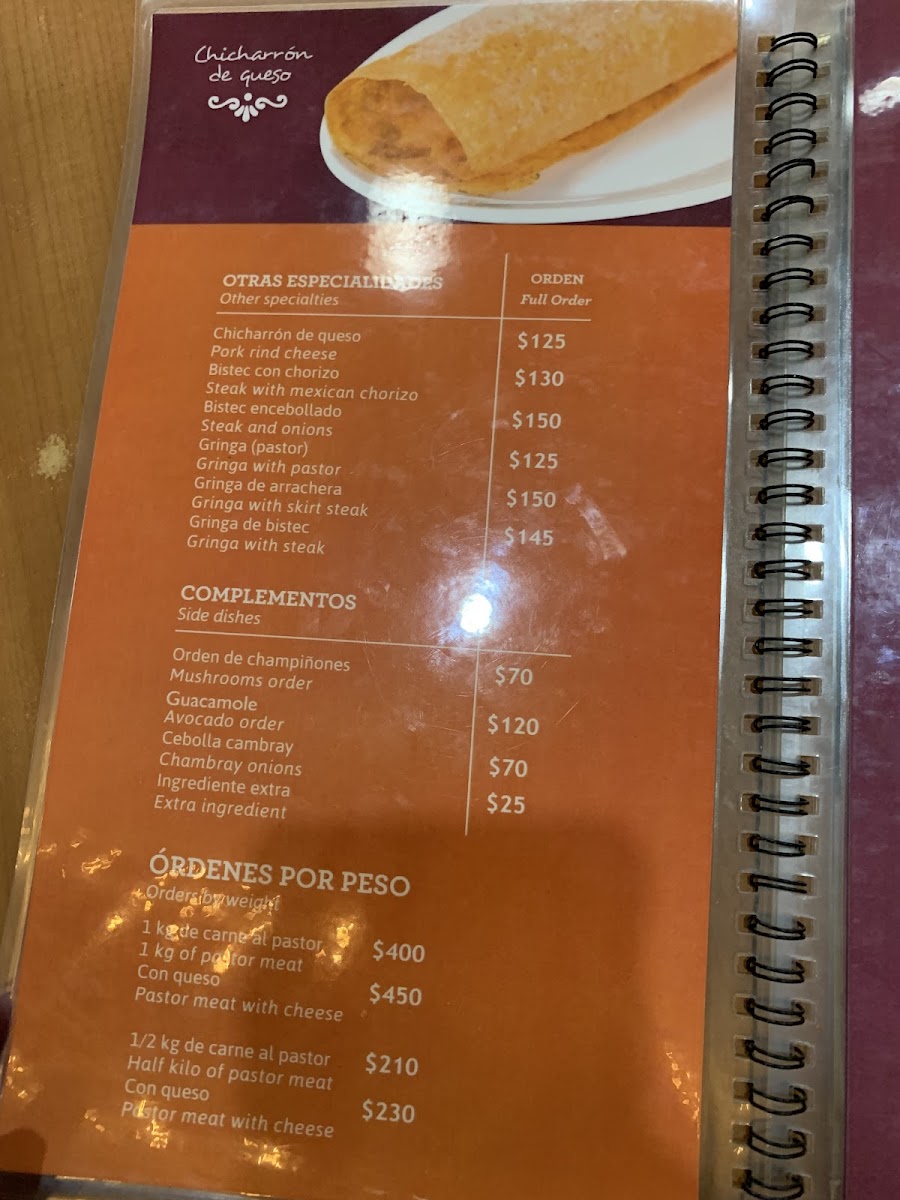 Chicharrón
de queso
OTRAS ESPECIALIDADES
Other specialties
ORDEN
Full Order
Chicharrón de queso
Pork rind cheese
$125
Bistec con chorizo
Steak with mexican chorizo
$130
Bistec encebollado
Steak and onions
$150
Gringa (pastor)
Gringa with pastor
$125
Gringa de arrachera
Gringa with skirt steak
$150
Gringa de bistec
Gringa with steak
$145
COMPLEMENTOS
Side dishes
Orden de champiñones
Mushrooms order
$70
Guacamole
Avocado order
$120
Cebolla cambray
Chambray onions
$70
Ingrediente extra
Extra ingredient
$25
ÓRDENES POR PESO
Orders by weight
1 kg de carne al pastor
1 kg of pastor meat
$400
Con queso
Pastor meat with cheese
$450
1/2 kg de carne al pastor
Half kilo of pastor meat
$210
Con queso
Pastor meat with cheese
$230